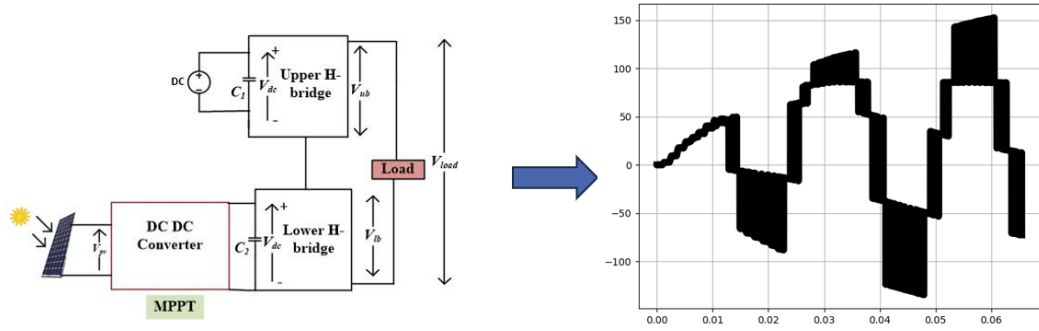 DC
C1
Vdc
+
-
Upper H-
bridge
Vub
Load
Vload
Vpv
DC DC
Converter
MPPT
C2
Vdc
+
-
Lower H-
bridge
Vlb
150
100
50
0
−50
−100
0.00 0.01 0.02 0.03 0.04 0.05 0.06